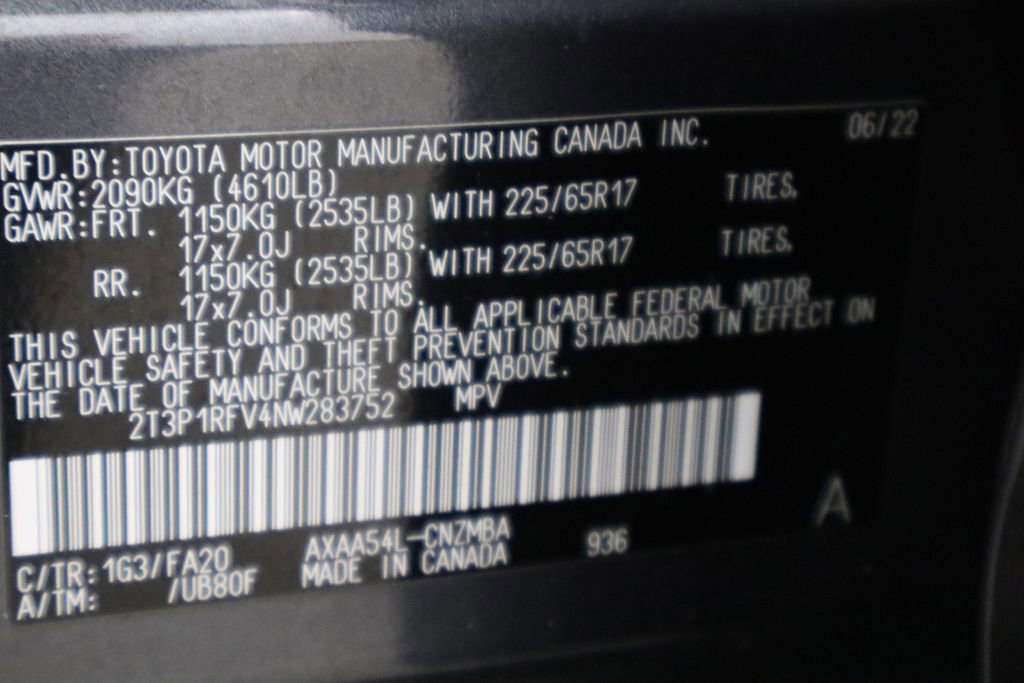 06/22
MFD.BY:TOYOTA MOTOR MANUFACTURING CANADA INC.
GVWR:2090KG (4610LB)
GAWR:FRT. 1150KG (2535LB) WITH 225/65R17 TIRES,
17x7.0J RIMS.
RR. 1150KG (2535LB) WITH 225/65R17 TIRES,
17x7.0J RIMS.
THIS VEHICLE CONFORMS TO ALL APPLICABLE FEDERAL MOTOR
VEHICLE SAFETY AND THEFT PREVENTION STANDARDS IN EFFECT ON
THE DATE OF MANUFACTURE SHOWN ABOVE.
2T3P1RFV4NW283752 MPV
A
C/TR:1G3/FA20 AXAA54L-CNZMBA 936
A/TM: /UB80F MADE IN CANADA